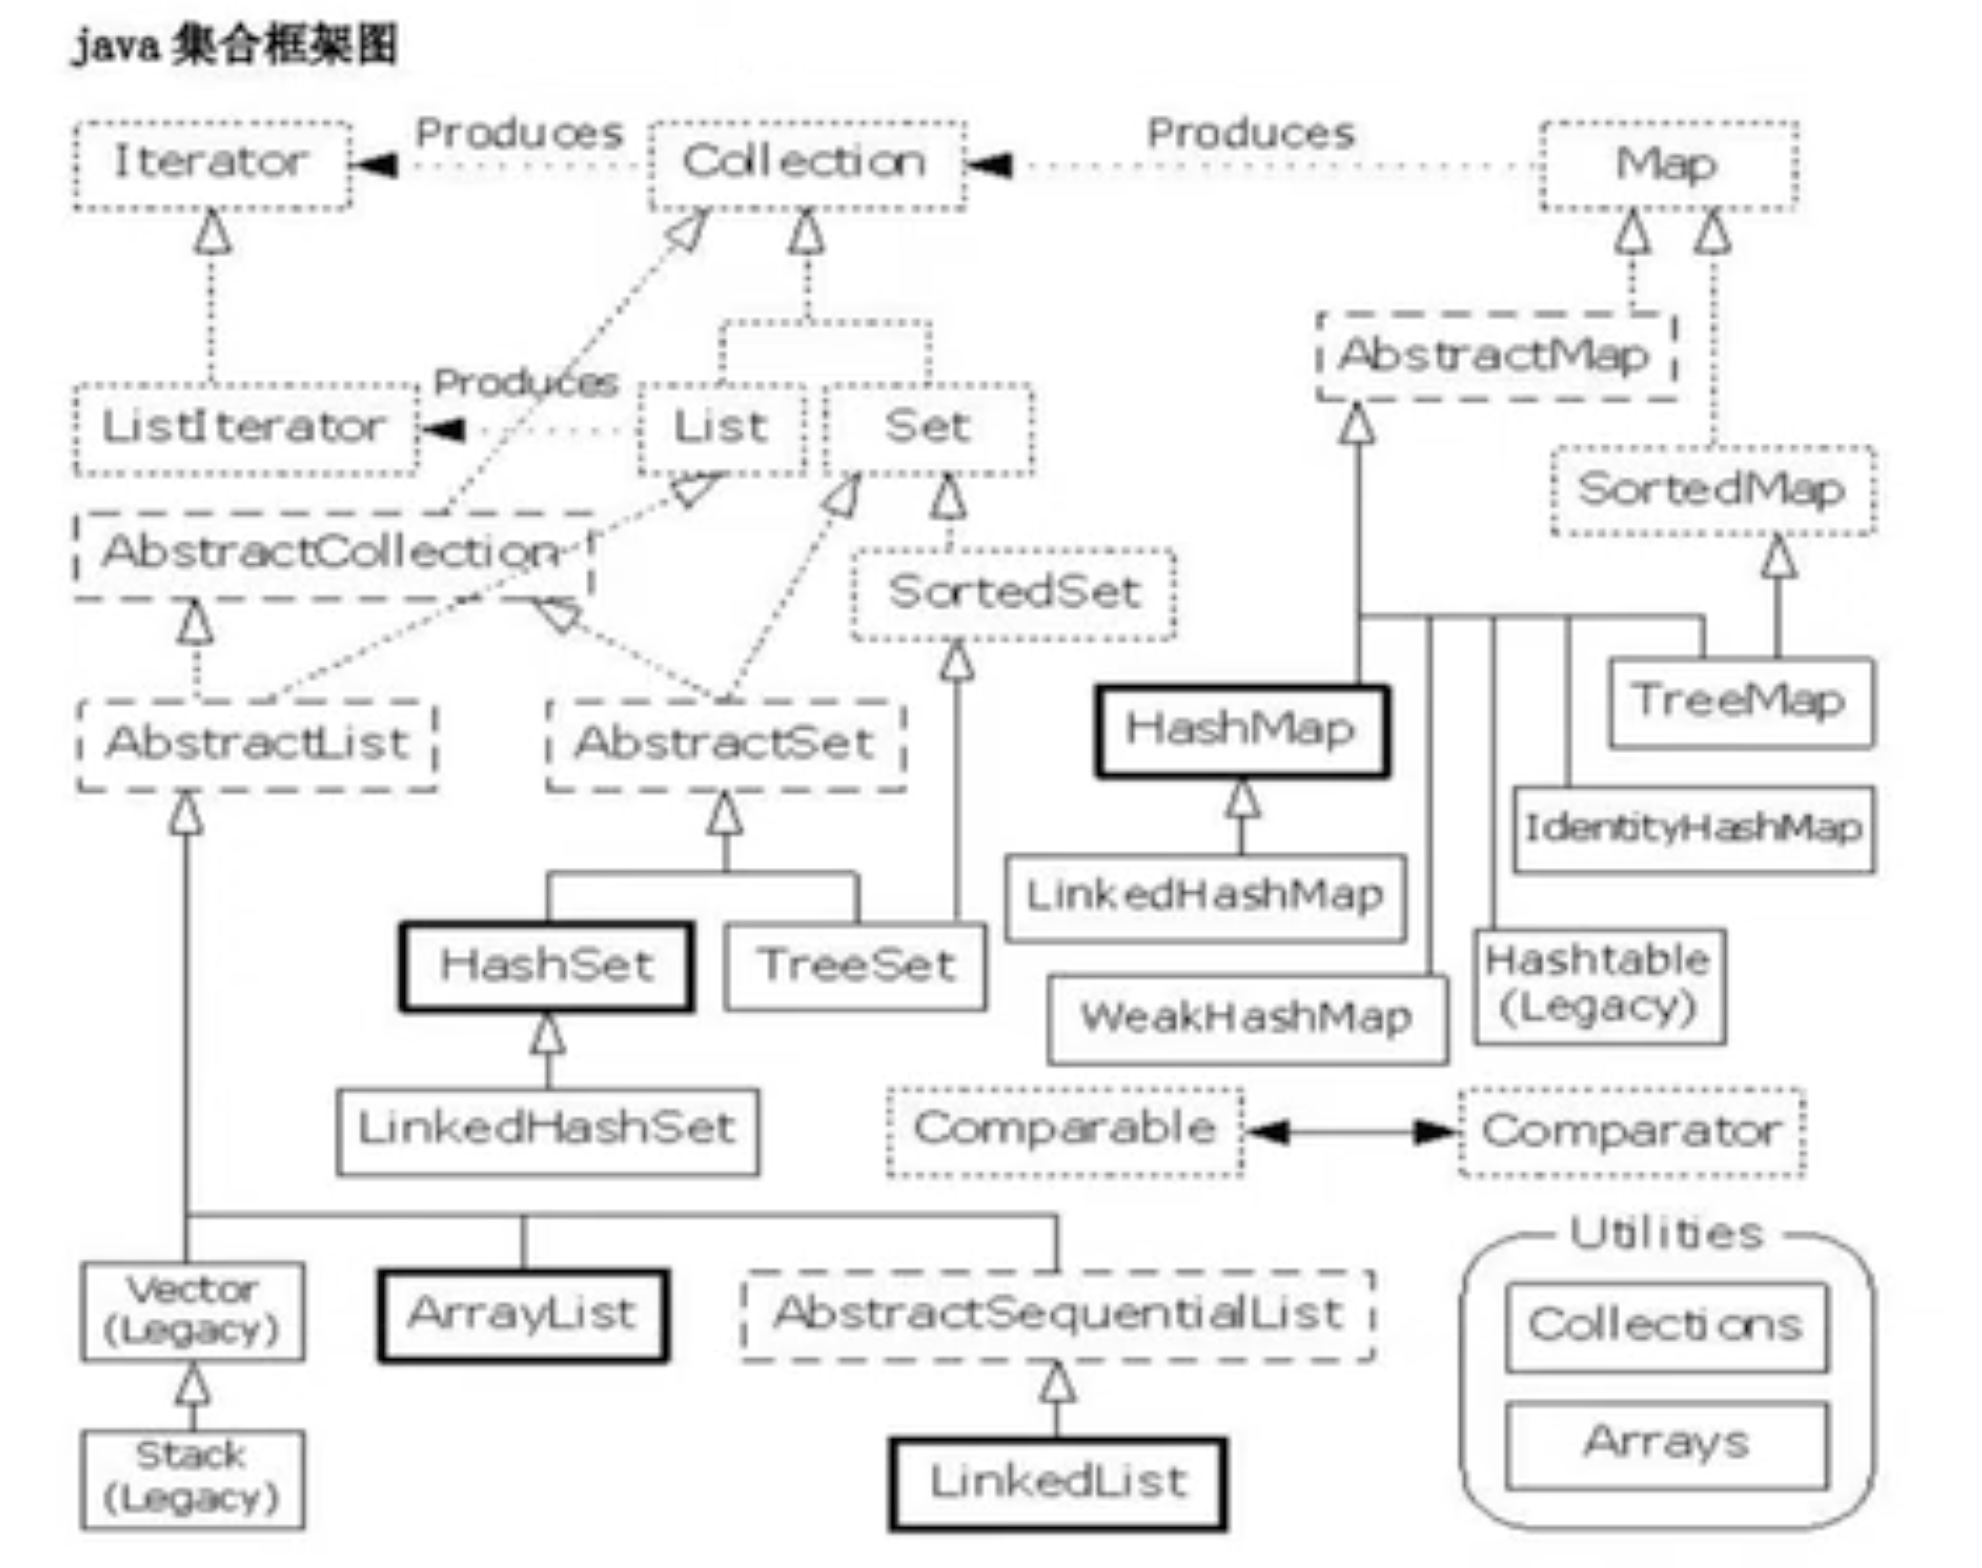 java 集合框架图
Iterator
Produces
Collection
Produces
Map
AbstractMap
ListIterator
Produces
List
Set
SortedMap
AbstractCollection
SortedSet
AbstractList
AbstractSet
HashMap
TreeMap
IdentityHashMap
LinkedHashMap
HashSet
TreeSet
Hashtable
(Legacy)
WeakHashMap
LinkedHashSet
Comparable
Comparator
Utilities
Vector
(Legacy)
ArrayList
AbstractSequentialList
Collections
Arrays
Stack
(Legacy)
LinkedList